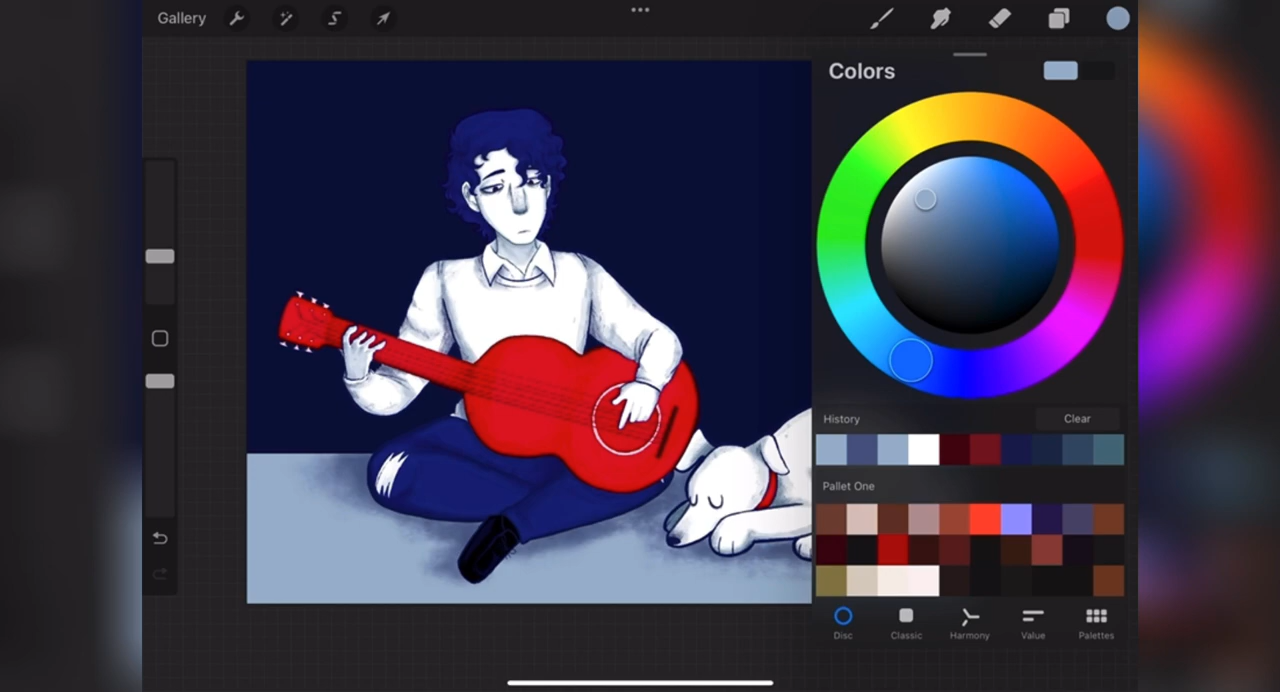 Gallery
Colors
History
Clear
Pallet One
Disc
Classic
Harmony
Value
Palettes